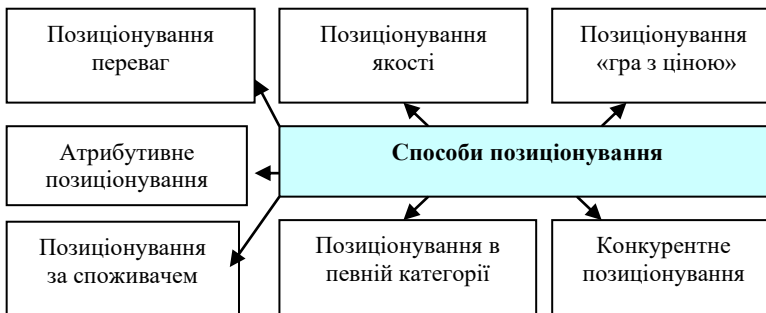 Позиціонування
переваг
Позиціонування
якості
Позиціонування
«гра з ціною»
Атрибутивне
позиціонування
Способи позиціонування
Позиціонування
за споживачем
Позиціонування в
певній категорії
Конкурентне
позиціонування